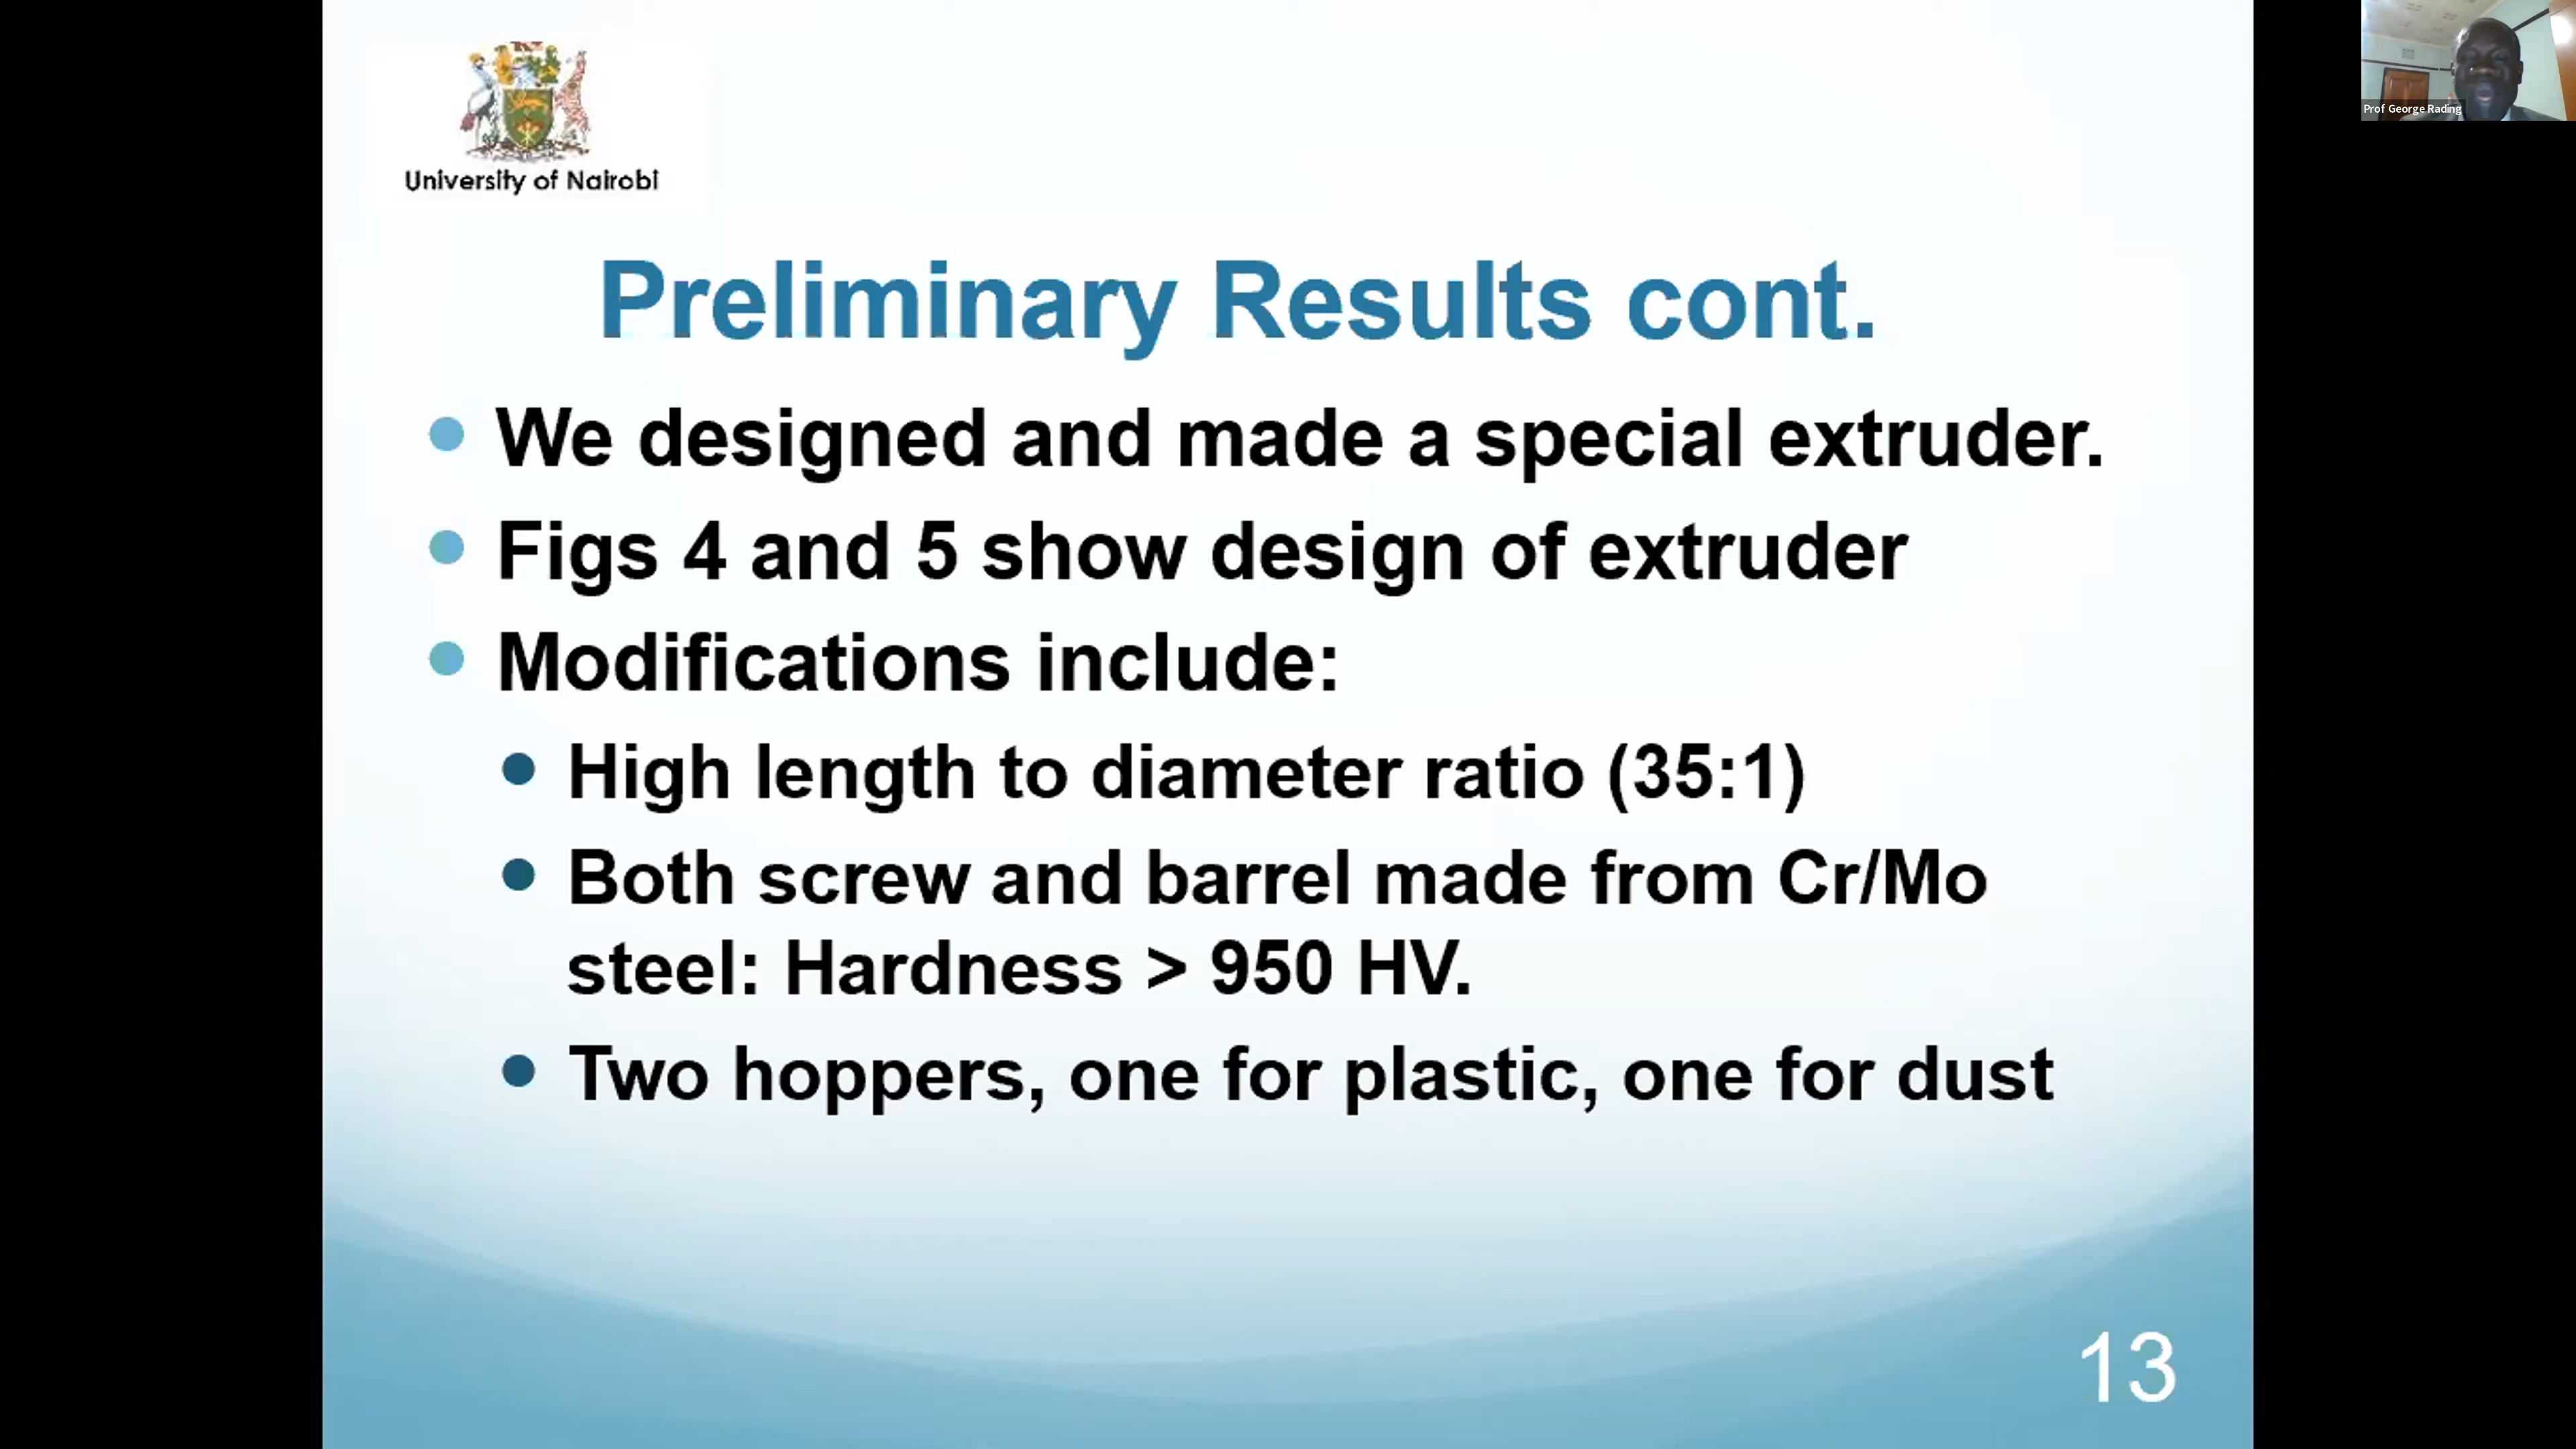 University of Nairobi
Prof George Rading
Preliminary Results cont.
We designed and made a special extruder.
Figs 4 and 5 show design of extruder
Modifications include:
High length to diameter ratio (35:1)
Both screw and barrel made from Cr/Mo
steel: Hardness > 950 HV.
Two hoppers, one for plastic, one for dust
13